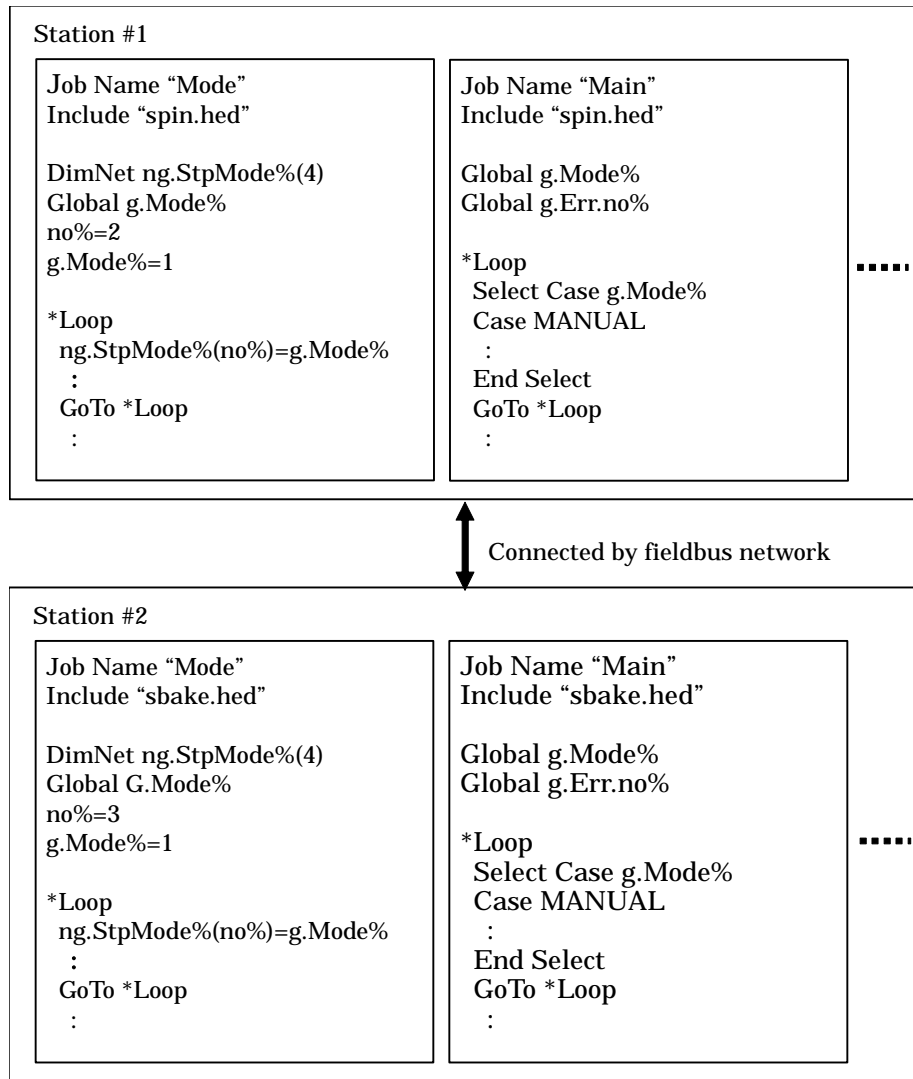 Station #1
Job Name “Mode”
Include “spin.hed”
DimNet ng.StpMode%(4)
Global g.Mode%
no%=2
g.Mode%=1
*Loop
ng.StpMode%(no%)=g.Mode%
:
GoTo *Loop
:
Job Name “Main”
Include “spin.hed”
Global g.Mode%
Global g.Err.no%
*Loop
Select Case g.Mode%
Case MANUAL
:
End Select
GoTo *Loop
:
Connected by fieldbus network
Station #2
Job Name “Mode”
Include “sbake.hed”
DimNet ng.StpMode%(4)
Global G.Mode%
no%=3
g.Mode%=1
*Loop
ng.StpMode%(no%)=g.Mode%
:
GoTo *Loop
:
Job Name “Main”
Include “sbake.hed”
Global g.Mode%
Global g.Err.no%
*Loop
Select Case g.Mode%
Case MANUAL
:
End Select
GoTo *Loop
: